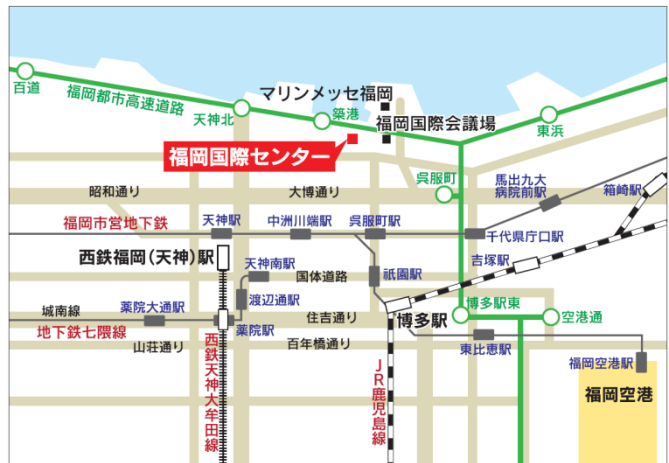 百道
福岡都市高速道路
マリンメッセ福岡
天神北
築港
福岡国際会議場
東浜
福岡国際センター
呉服町
馬出九大
病院前駅
箱崎駅
昭和通り
大博通り
福岡市営地下鉄
天神駅
中洲川端駅
呉服町駅
千代県庁口駅
西鉄福岡(天神)駅
天神南駅
国体道路
祇園駅
吉塚駅
渡辺通駅
城南線
薬院大通駅
住吉通り
博多駅
博多駅東
空港通
地下鉄七隈線
薬院駅
山荘通り
百年橋通り
東比恵駅
福岡空港駅
西鉄天神大牟田線
JR鹿児島線
福岡空港